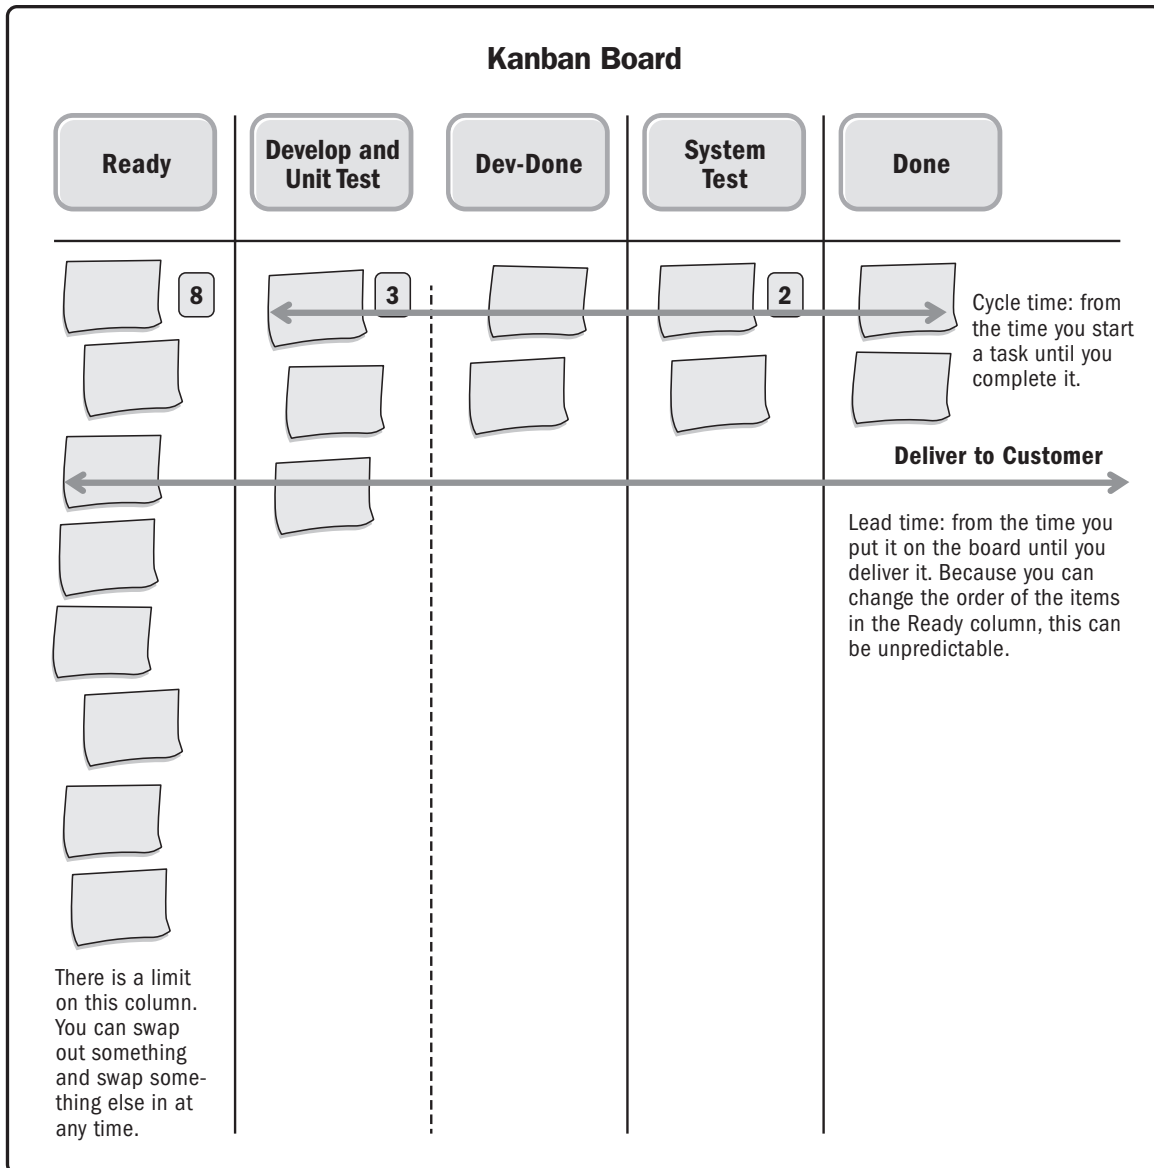 Kanban Board
Ready
Develop and
Unit Test
Dev-Done
System
Test
Done
8
3
2
Cycle time: from
the time you start
a task until you
complete it.
Deliver to Customer
Lead time: from the time you
put it on the board until you
deliver it. Because you can
change the order of the items
in the Ready column, this can
be unpredictable.
There is a limit
on this column.
You can swap
out something
and swap some-
thing else in at
any time.